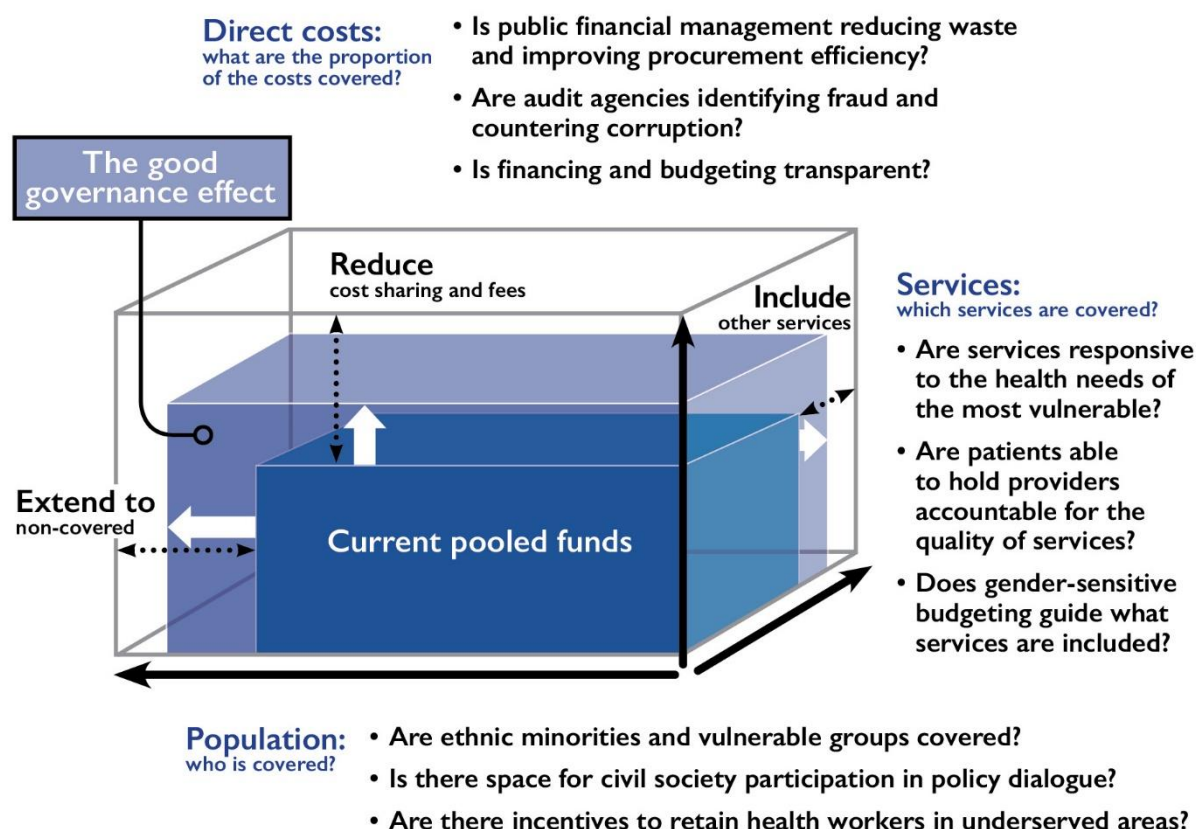 Direct costs:
what are the proportion
of the costs covered?
• Is public financial management reducing waste
and improving procurement efficiency?
• Are audit agencies identifying fraud and
countering corruption?
• Is financing and budgeting transparent?
The good
governance effect
Reduce
cost sharing and fees
Include
other services
Extend to
non-covered
Current pooled funds
Services:
which services are covered?
• Are services responsive
to the health needs of
the most vulnerable?
• Are patients able
to hold providers
accountable for the
quality of services?
• Does gender-sensitive
budgeting guide what
services are included?
Population:
who is covered?
• Are ethnic minorities and vulnerable groups covered?
• Is there space for civil society participation in policy dialogue?
• Are there incentives to retain health workers in underserved areas?